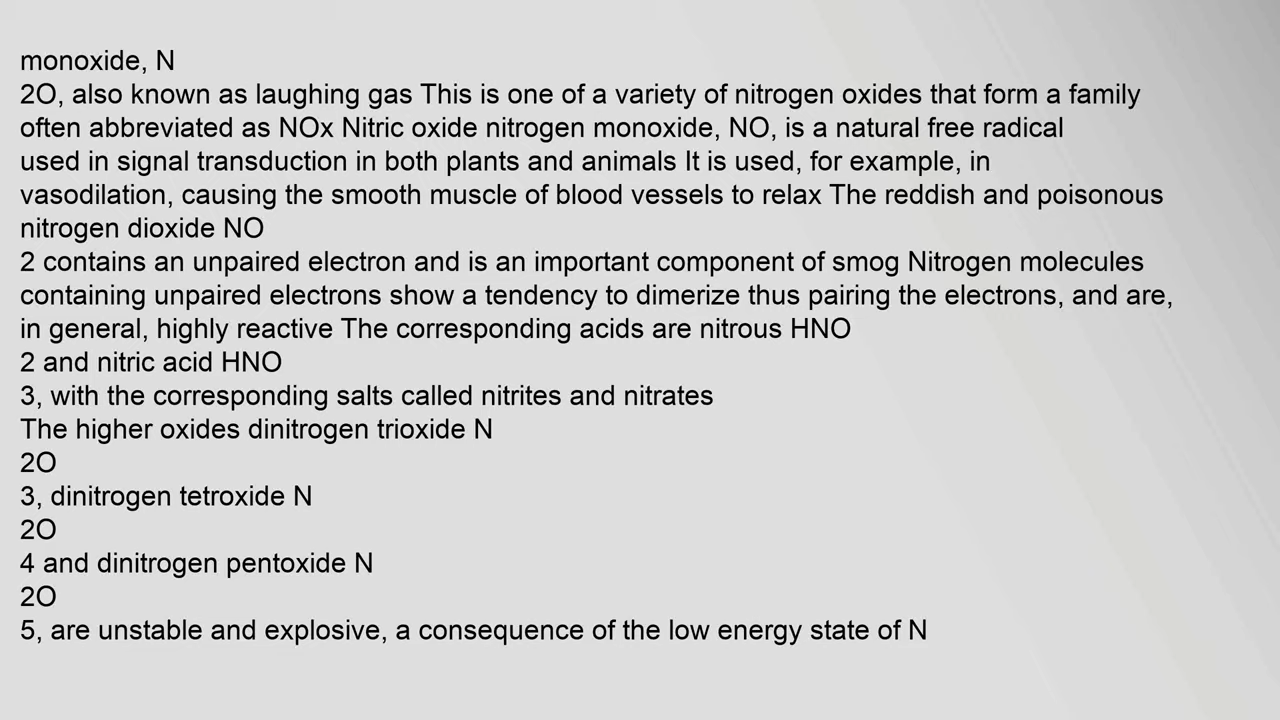 monoxide, N
2O, also known as laughing gas This is one of a variety of nitrogen oxides that form a family
often abbreviated as NOx Nitric oxide nitrogen monoxide, NO, is a natural free radical
used in signal transduction in both plants and animals It is used, for example, in
vasodilation, causing the smooth muscle of blood vessels to relax The reddish and poisonous
nitrogen dioxide NO
2 contains an unpaired electron and is an important component of smog Nitrogen molecules
containing unpaired electrons show a tendency to dimerize thus pairing the electrons, and are,
in general, highly reactive The corresponding acids are nitrous HNO
2 and nitric acid HNO
3, with the corresponding salts called nitrites and nitrates
The higher oxides dinitrogen trioxide N
2O
3, dinitrogen tetroxide N
2O
4 and dinitrogen pentoxide N
2O
5, are unstable and explosive, a consequence of the low energy state of N